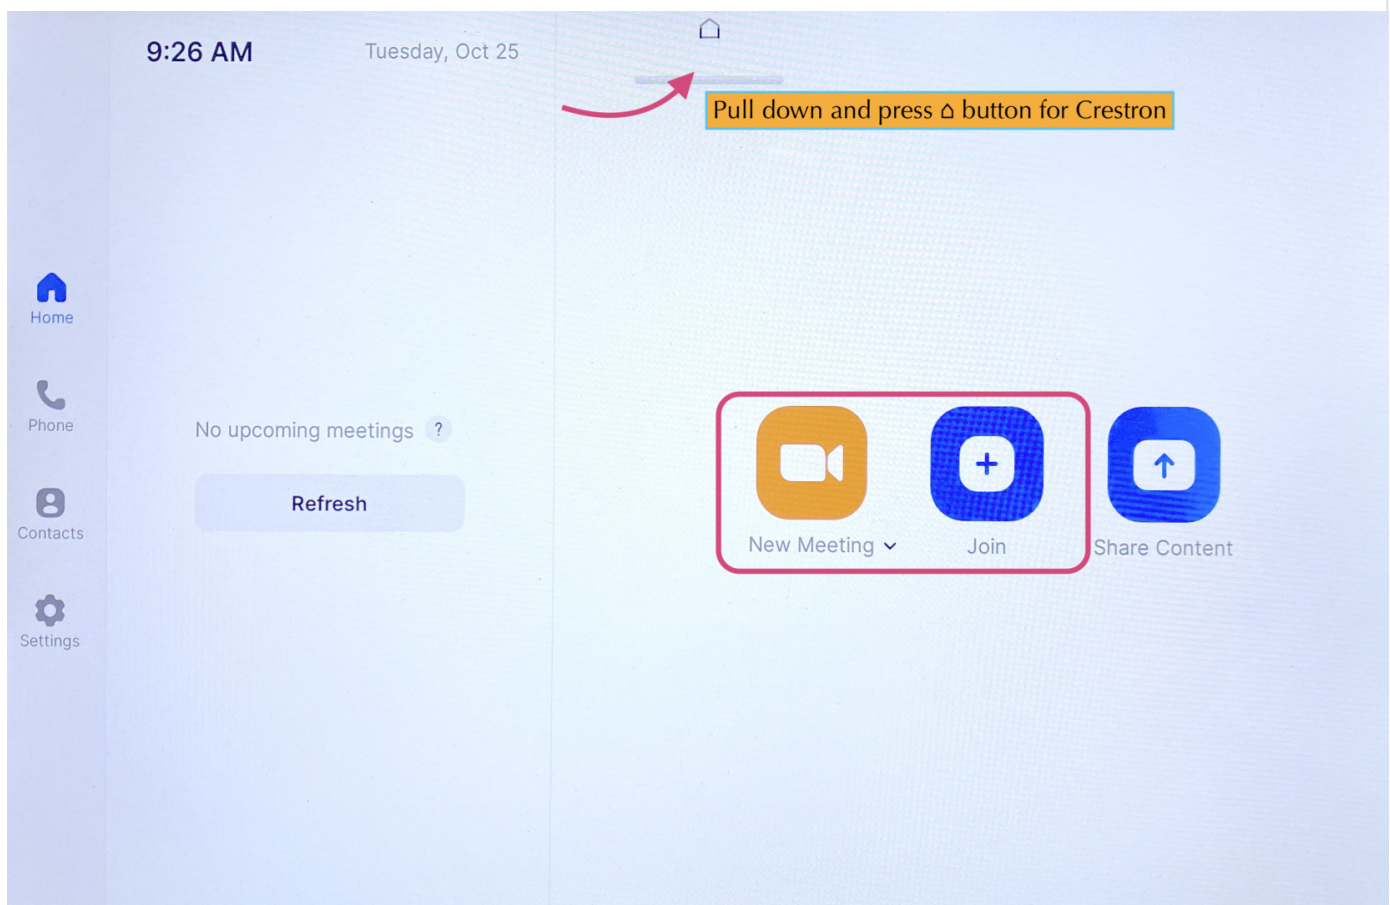 9:26 AM
Tuesday, Oct 25
Pull down and press ⌂ button for Crestron
Home
Phone
Contacts
Settings
No upcoming meetings ?
Refresh
New Meeting
Join
Share Content